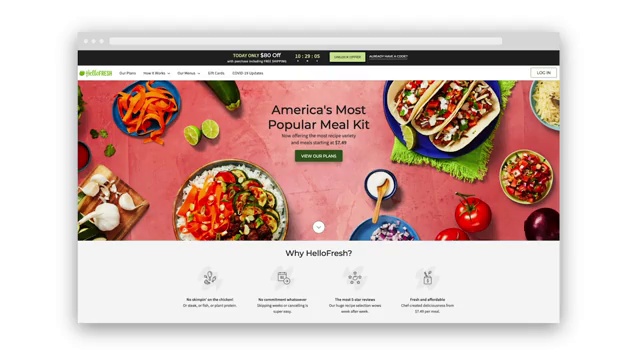 TODAY ONLY $80 Off
with purchase including FREE SHIPPING
10 : 29 : 05
UNLOCK OFFER
ALREADY HAVE A CODE?
HelloFRESH
Our Plans
How It Works
Our Menus
Gift Cards
COVID-19 Updates
LOG IN
America's Most
Popular Meal Kit
Now offering the most recipe variety
and meals starting at $7.49
VIEW OUR PLANS
Why HelloFresh?
No skimpin' on the chicken!
Or steak, or fish, or plant protein.
No commitment whatsoever
Skipping weeks or cancelling is
super easy.
The most 5-star reviews
Our huge recipe selection wows
week after week.
Fresh and affordable
Chef-created deliciousness from
$7.49 per meal.